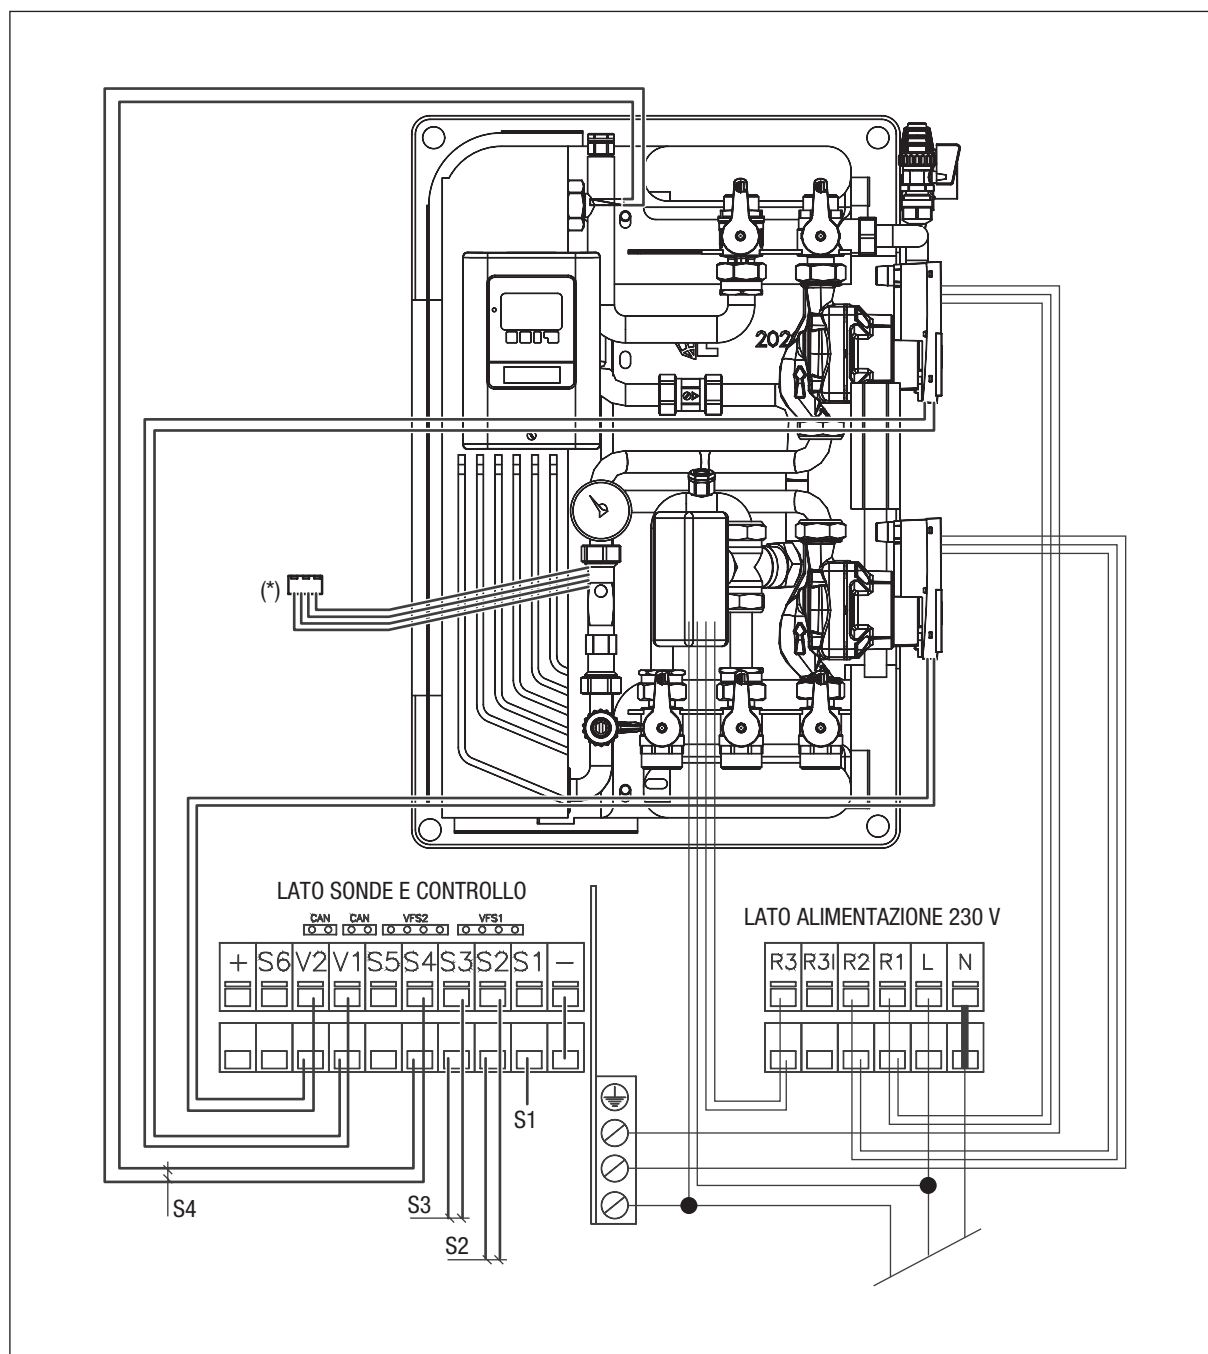 202
(*)
LATO SONDE E CONTROLLO
CAN CAN VFS2 VFS1
+ S6 V2 V1 S5 S4 S3 S2 S1 −
LATO ALIMENTAZIONE 230 V
R3 R3I R2 R1 L N
S1
S4
S3
S2